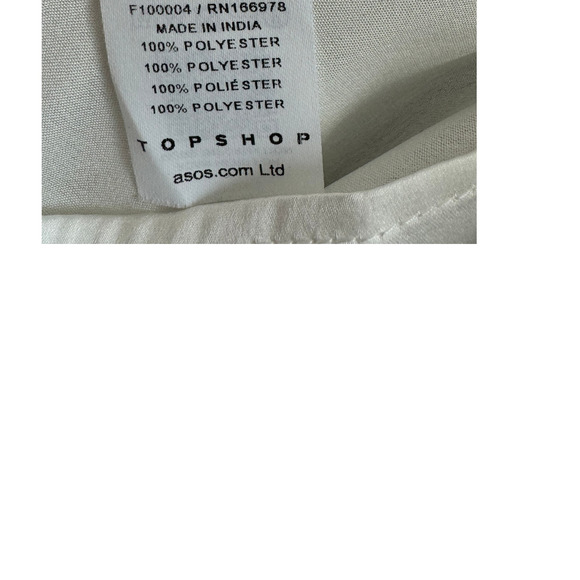 F100004 / RN166978
MADE IN INDIA
100% POLYESTER
100% POLYESTER
100% POLIÉSTER
100% POLYESTER
TOPSHOP
asos.com Ltd